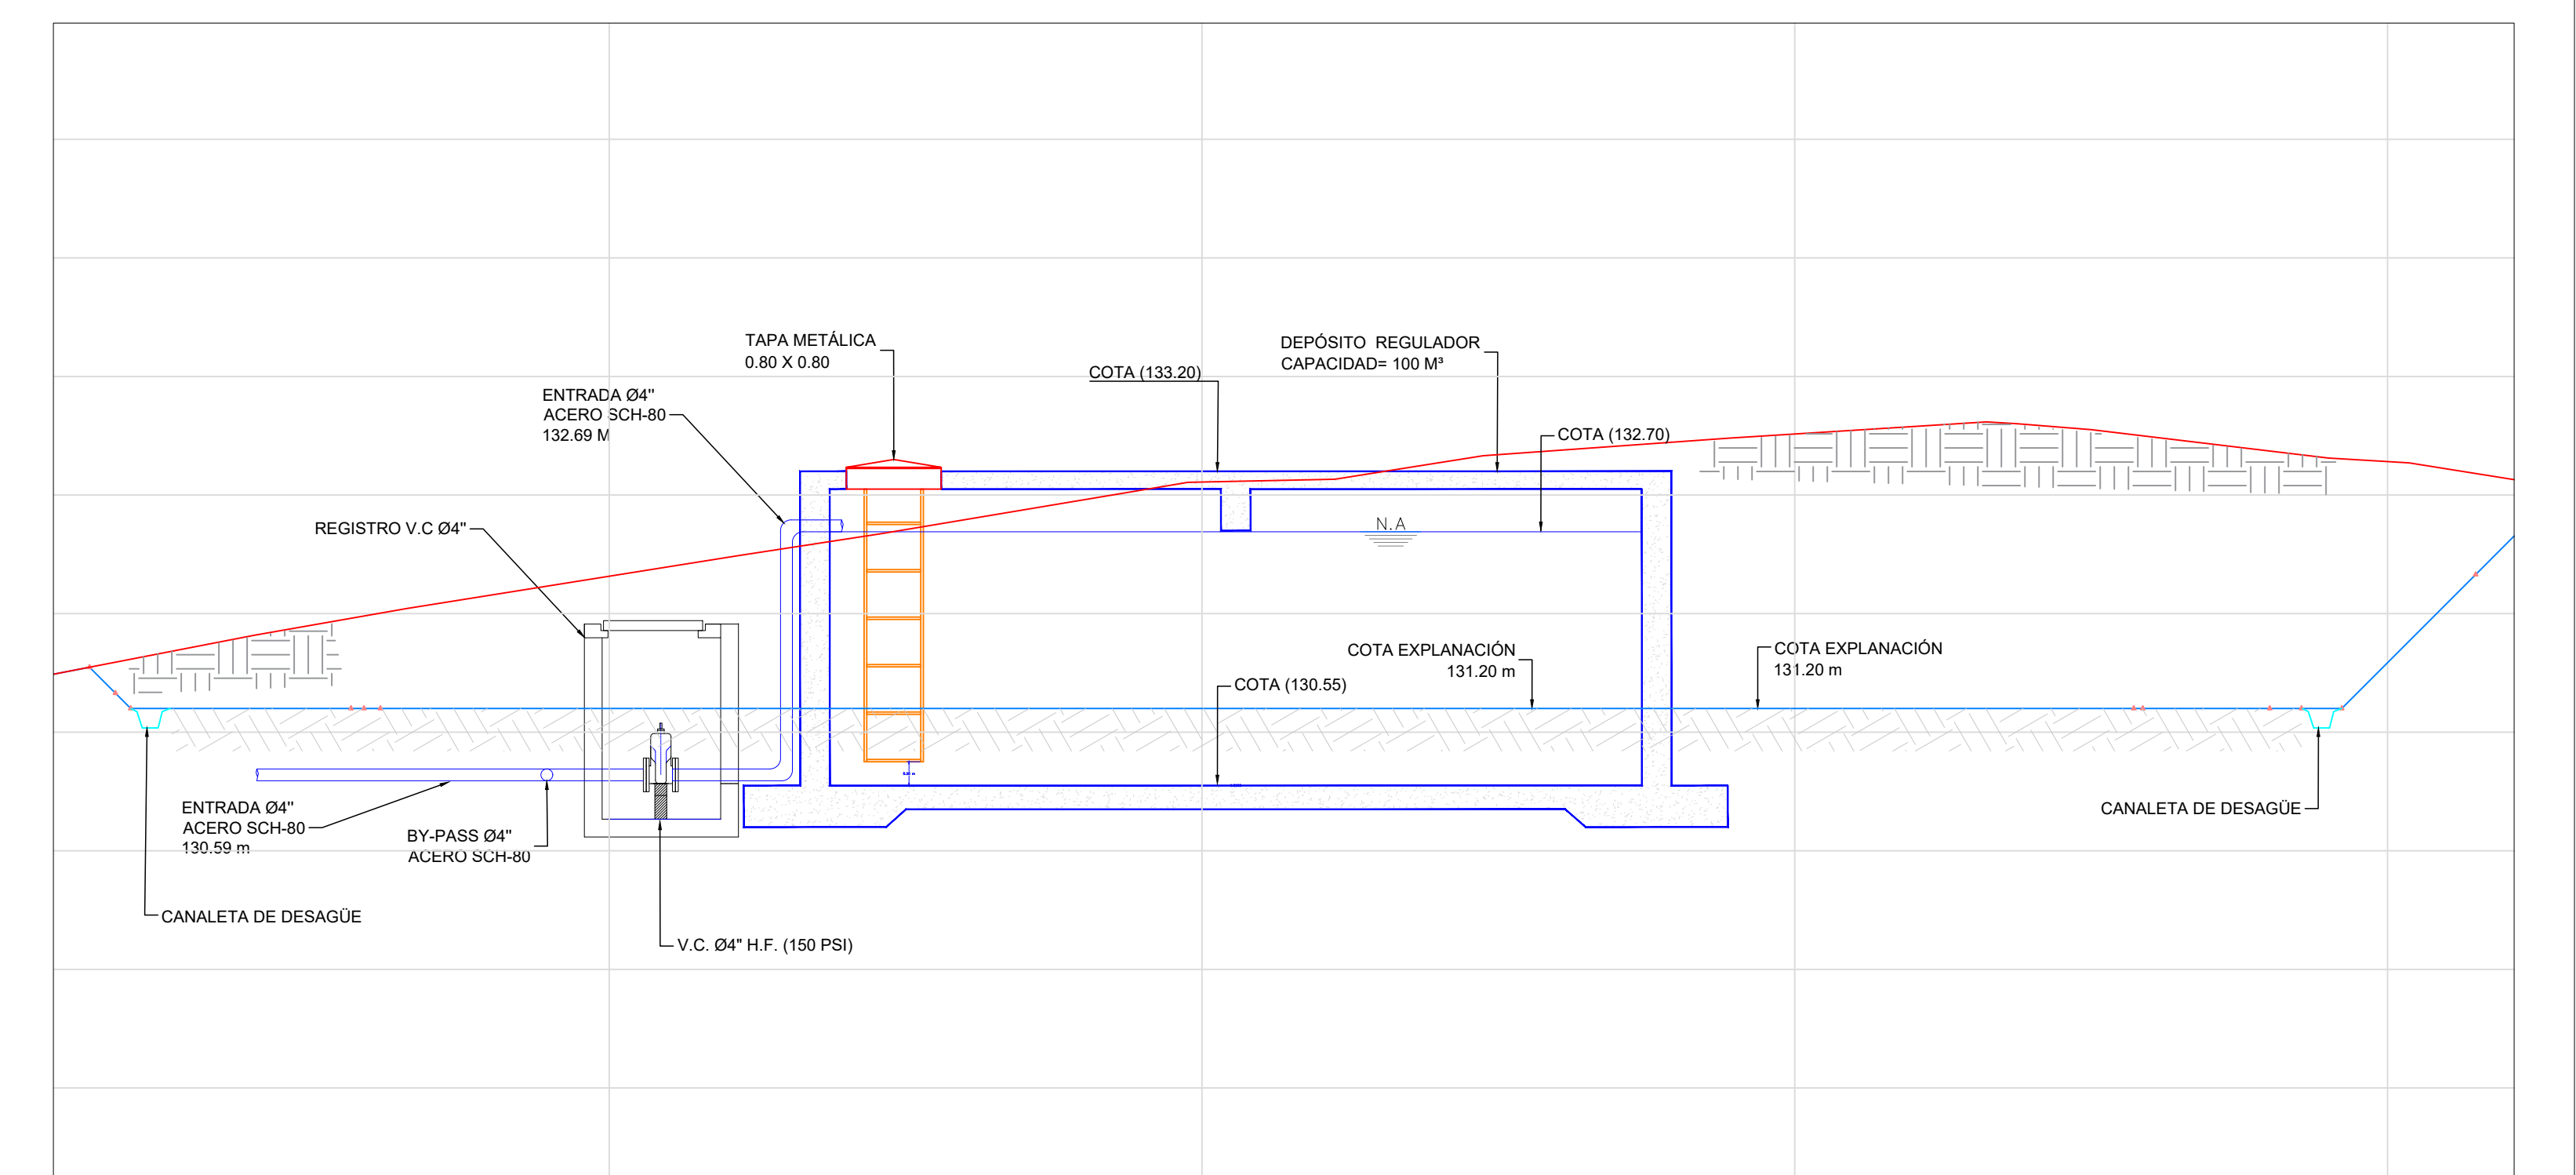 TAPA METÁLICA
0.80 X 0.80
DEPÓSITO REGULADOR
CAPACIDAD= 100 M³
COTA (133.20)
ENTRADA Ø4"
ACERO SCH-80
132.69 M
COTA (132.70)
REGISTRO V.C Ø4"
N.A
COTA EXPLANACIÓN
131.20 m
COTA EXPLANACIÓN
131.20 m
COTA (130.55)
ENTRADA Ø4"
ACERO SCH-80
130.59 m
BY-PASS Ø4"
ACERO SCH-80
CANALETA DE DESAGÜE
CANALETA DE DESAGÜE
V.C. Ø4" H.F. (150 PSI)